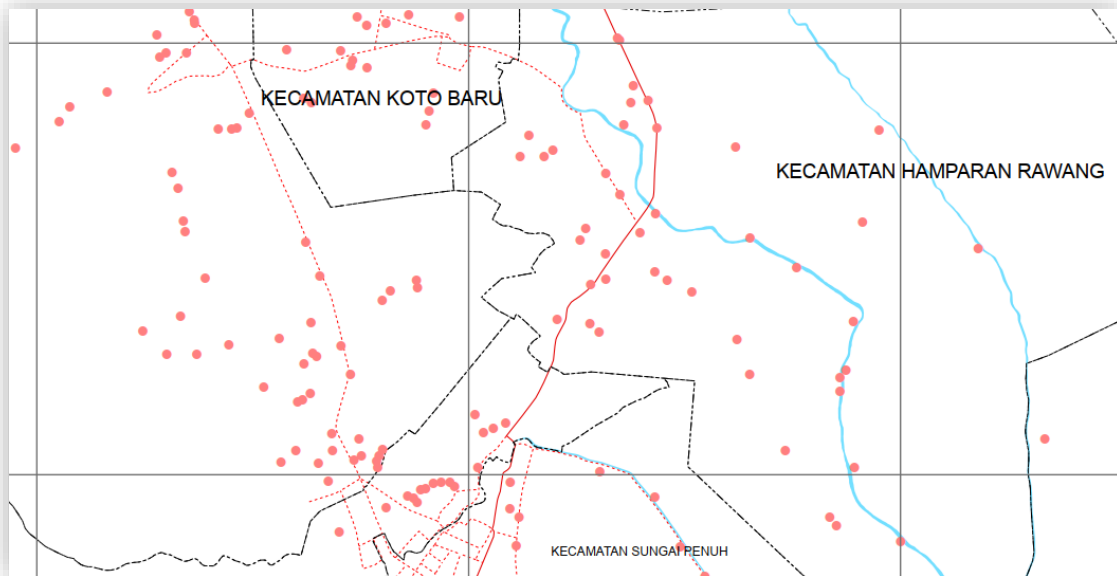 KECAMATAN KOTO BARU
KECAMATAN HAMPARAN RAWANG
KECAMATAN SUNGAI PENUH